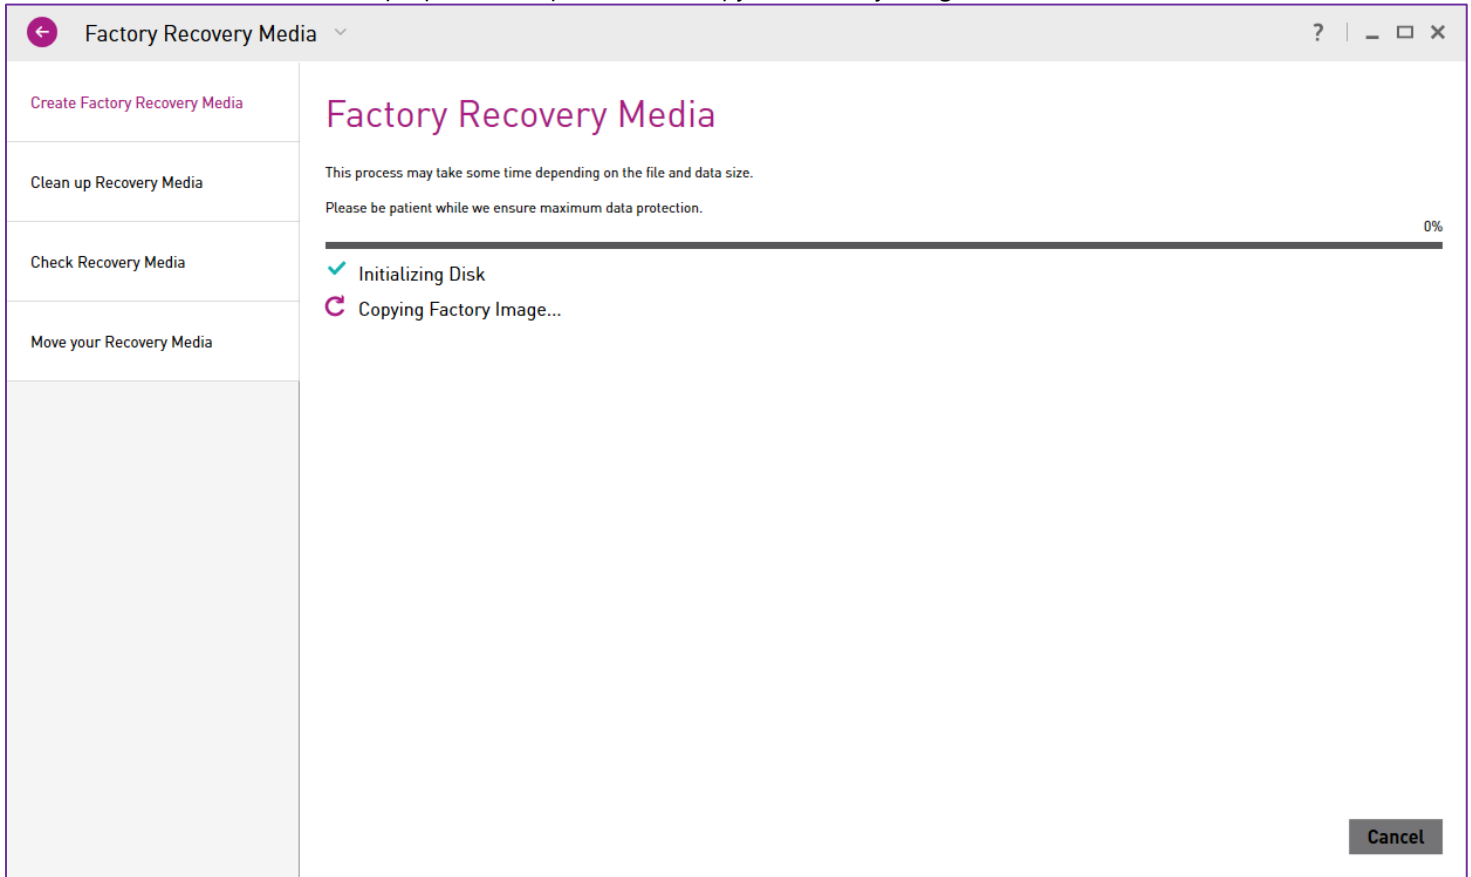 Factory Recovery Media
?
Create Factory Recovery Media
Clean up Recovery Media
Check Recovery Media
Move your Recovery Media
Factory Recovery Media
This process may take some time depending on the file and data size.
Please be patient while we ensure maximum data protection.
0%
Initializing Disk
Copying Factory Image...
Cancel